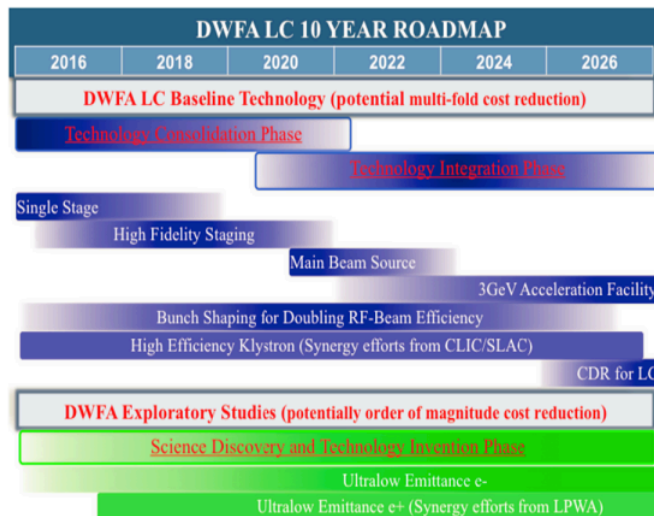 DWFA LC 10 YEAR ROADMAP
2016 2018 2020 2022 2024 2026
DWFA LC Baseline Technology (potential multi-fold cost reduction)
Technology Consolidation Phase
Technology Integration Phase
Single Stage
High Fidelity Staging
Main Beam Source
3GeV Acceleration Facility
Bunch Shaping for Doubling RF-Beam Efficiency
High Efficiency Klystron (Synergy efforts from CLIC/SLAC)
CDR for LC
DWFA Exploratory Studies (potentially order of magnitude cost reduction)
Science Discovery and Technology Invention Phase
Ultralow Emittance e-
Ultralow Emittance e+ (Synergy efforts from LPWA)